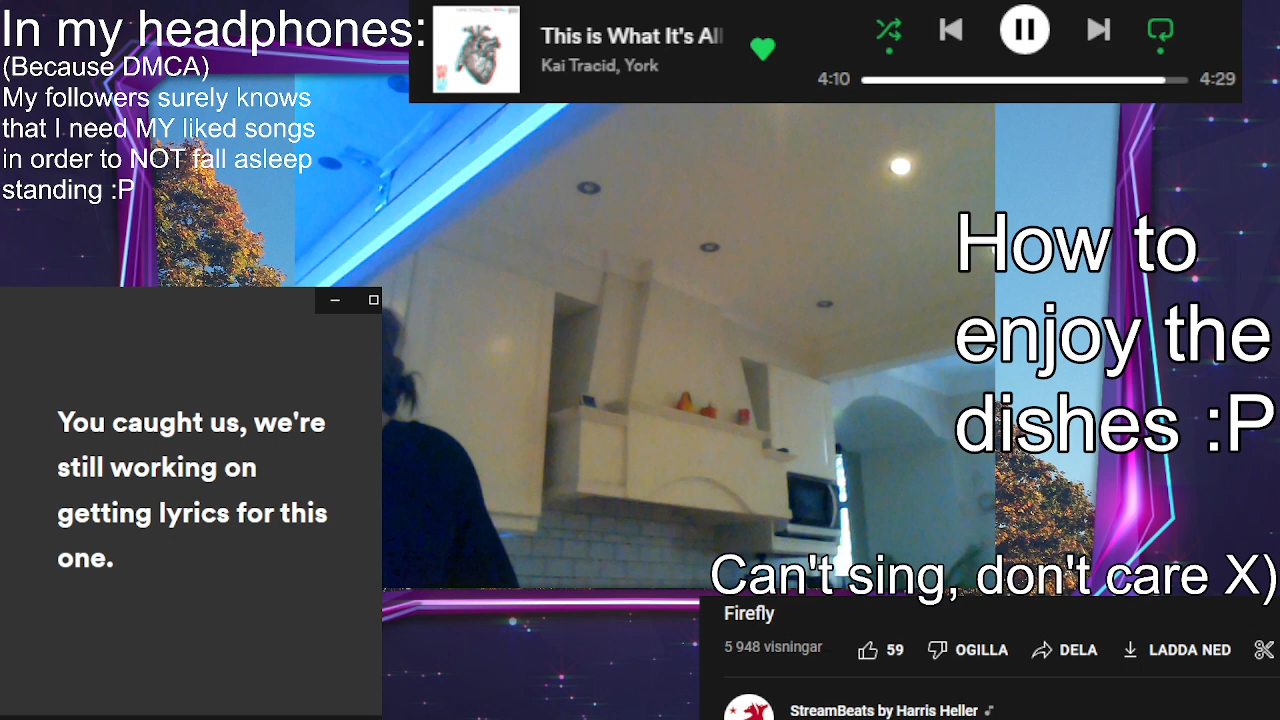 In my headphones:
(Because DMCA)
My followers surely knows
that I need MY liked songs
in order to NOT fall asleep
standing :P
This is What It's All
Kai Tracid, York
4:10
4:29
How to
enjoy the
dishes :P
You caught us, we're
still working on
getting lyrics for this
one.
Can't sing, don't care X)
Firefly
5 948 visningar
59
OGILLA
DELA
LADDA NED
StreamBeats by Harris Heller